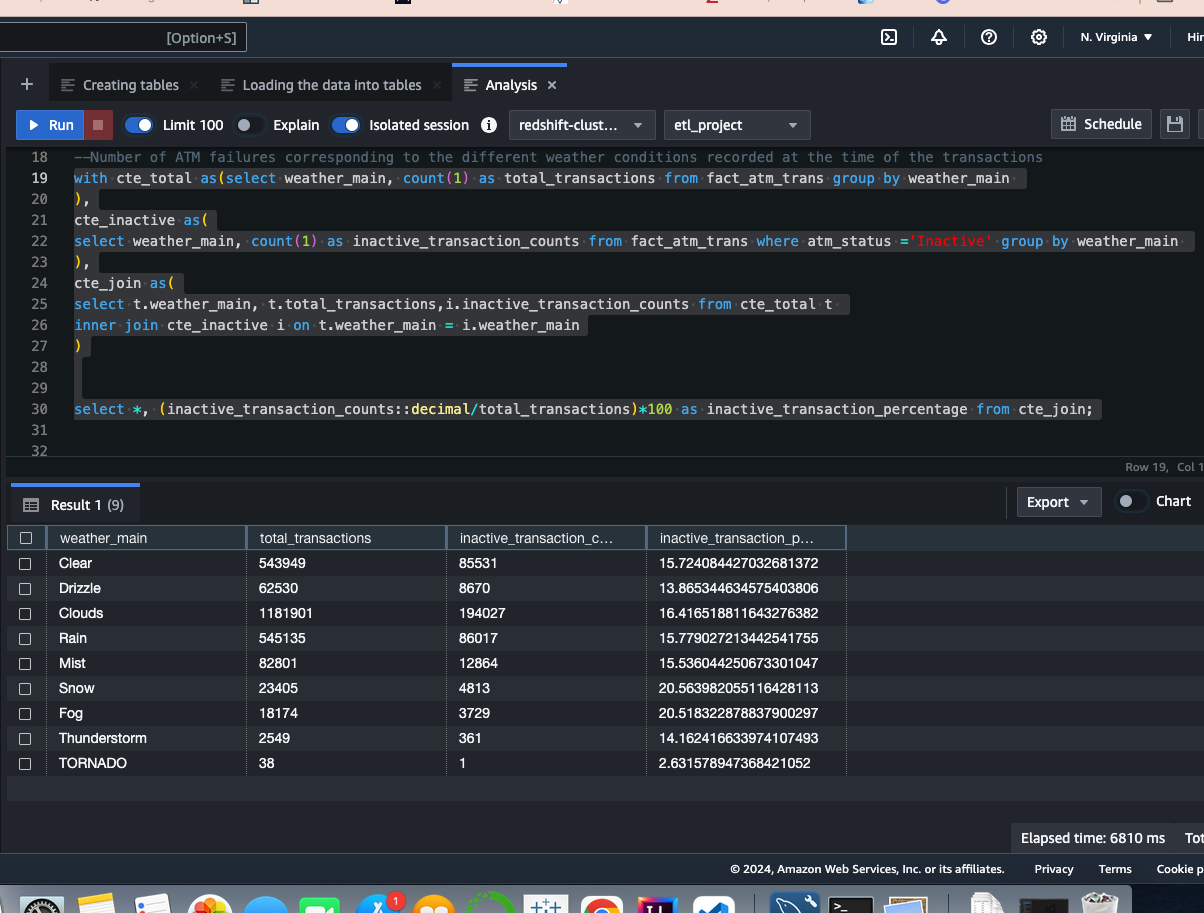 [Option+S]
N. Virginia
Creating tables
Loading the data into tables
Analysis
Run
Limit 100
Explain
Isolated session
redshift-clust...
etl_project
Schedule
18 --Number of ATM failures corresponding to the different weather conditions recorded at the time of the transactions
19 with cte_total as(select weather_main, count(1) as total_transactions from fact_atm_trans group by weather_main
20 ),
21 cte_inactive as(
22 select weather_main, count(1) as inactive_transaction_counts from fact_atm_trans where atm_status ='Inactive' group by weather_main
23 ),
24 cte_join as(
25 select t.weather_main, t.total_transactions,i.inactive_transaction_counts from cte_total t
26 inner join cte_inactive i on t.weather_main = i.weather_main
27 )
28
29
30 select *, (inactive_transaction_counts::decimal/total_transactions)*100 as inactive_transaction_percentage from cte_join;
31
32
Row 19, Col 1
Result 1 (9)
Export
Chart
weather_main total_transactions inactive_transaction_c... inactive_transaction_p...
Clear 543949 85531 15.724084427032681372
Drizzle 62530 8670 13.865344634575403806
Clouds 1181901 194027 16.416518811643276382
Rain 545135 86017 15.779027213442541755
Mist 82801 12864 15.536044250673301047
Snow 23405 4813 20.563982055116428113
Fog 18174 3729 20.518322878837900297
Thunderstorm 2549 361 14.162416633974107493
TORNADO 38 1 2.631578947368421052
Elapsed time: 6810 ms
© 2024, Amazon Web Services, Inc. or its affiliates.
Privacy
Terms
Cookie p
1